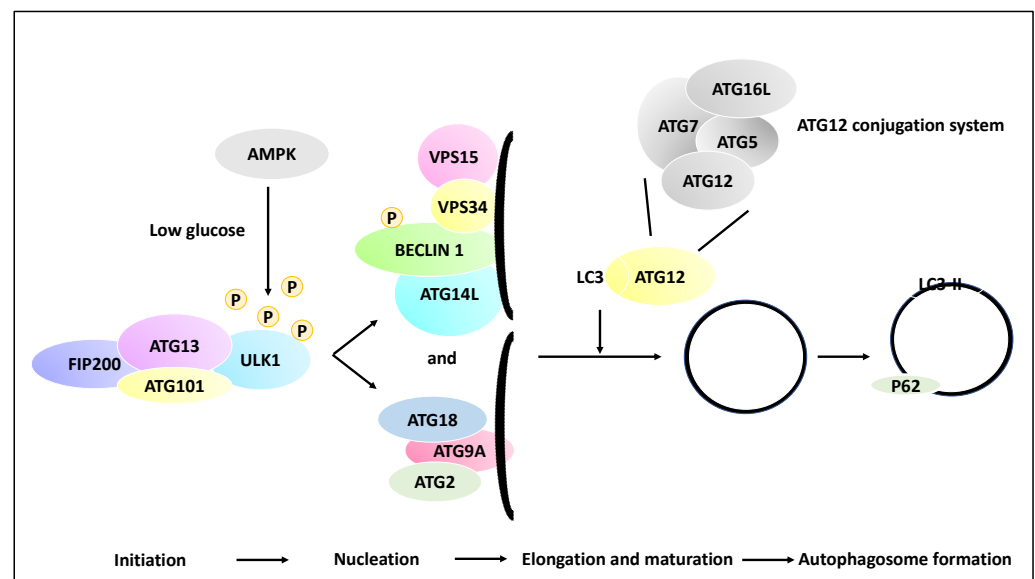 ATG16L
ATG7
ATG5
ATG12
ATG12 conjugation system
AMPK
Low glucose
VPS15
VPS34
P
BECLIN 1
ATG14L
LC3
ATG12
LC3-II
P
P
P
P
FIP200
ATG13
ATG101
ULK1
and
P62
ATG18
ATG9A
ATG2
Initiation
Nucleation
Elongation and maturation
Autophagosome formation